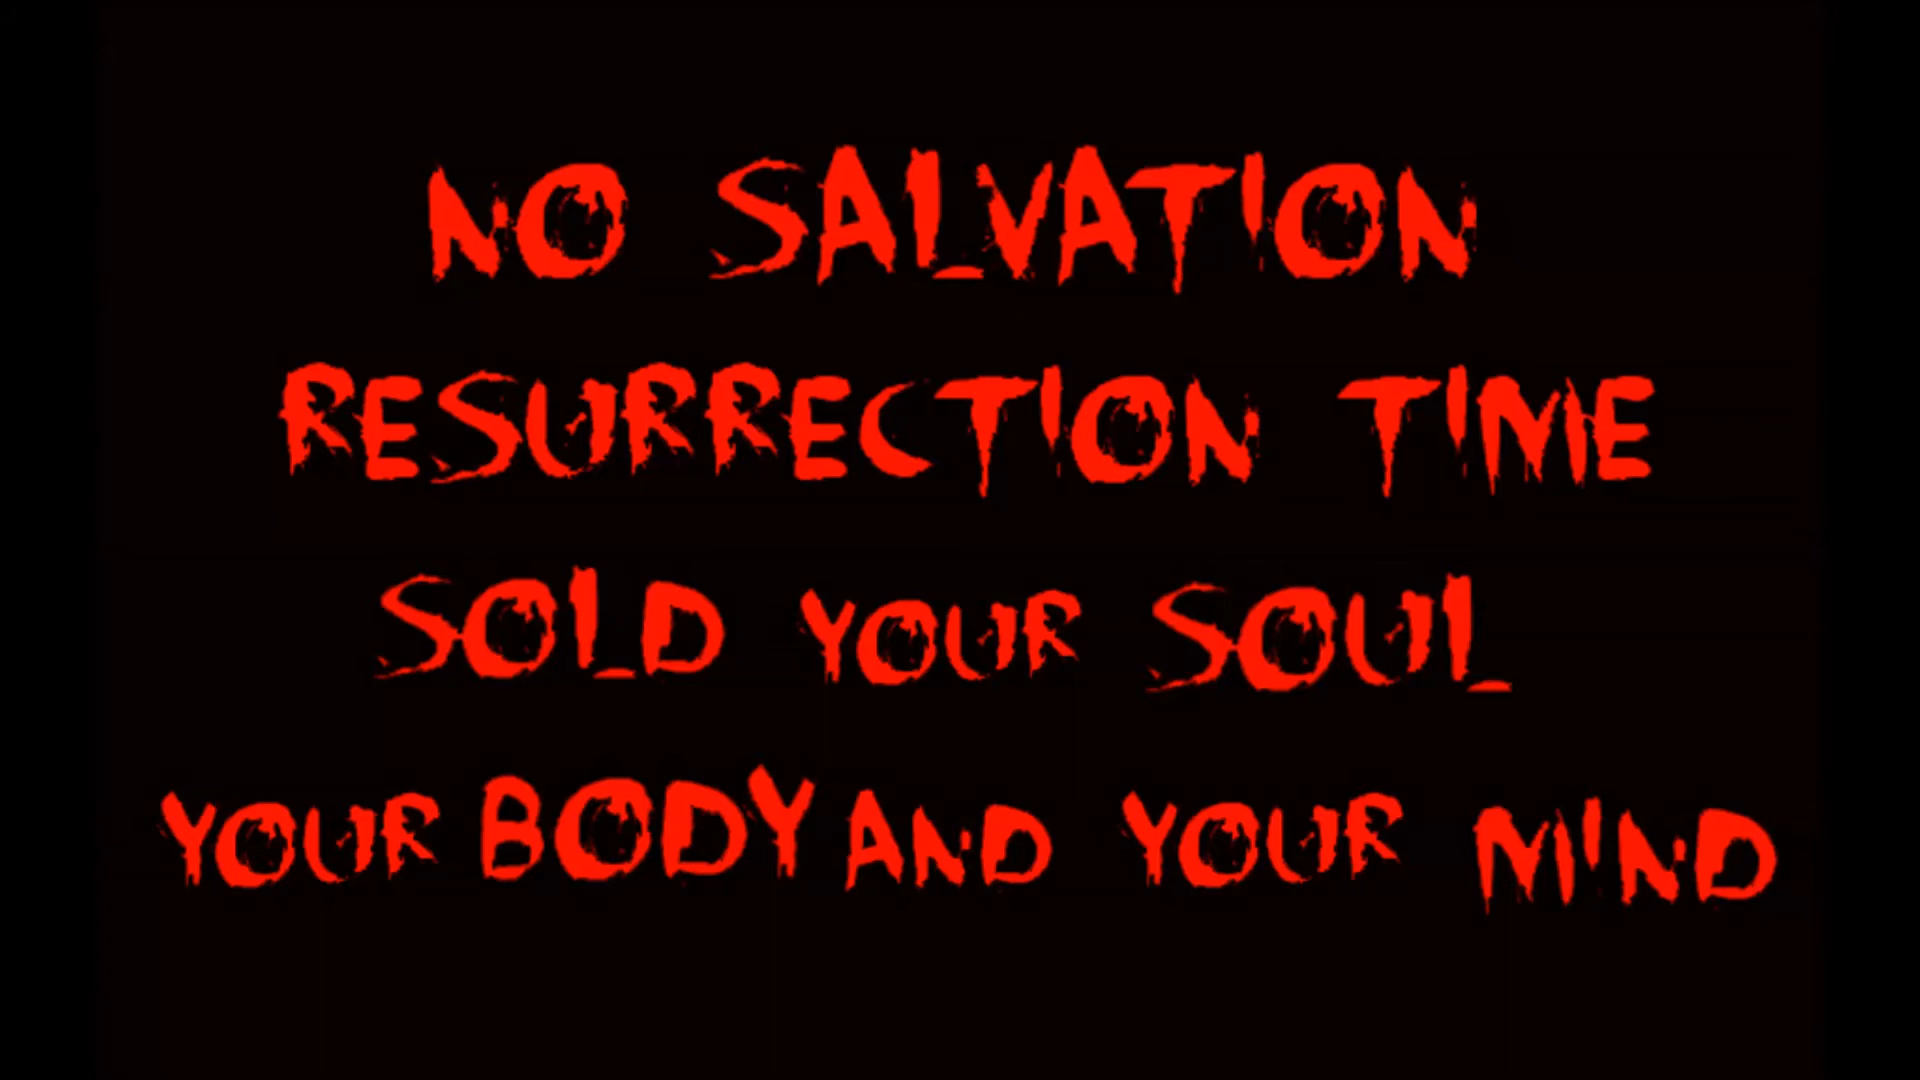 NO SALVATION
RESURRECTION TIME
SOLD YOUR SOUL
YOUR BODY AND YOUR MIND